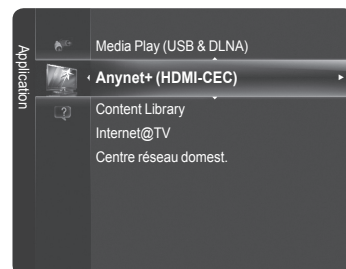 Application
Media Play (USB & DLNA)
Anynet+ (HDMI-CEC)
Content Library
Internet@TV
Centre réseau domest.